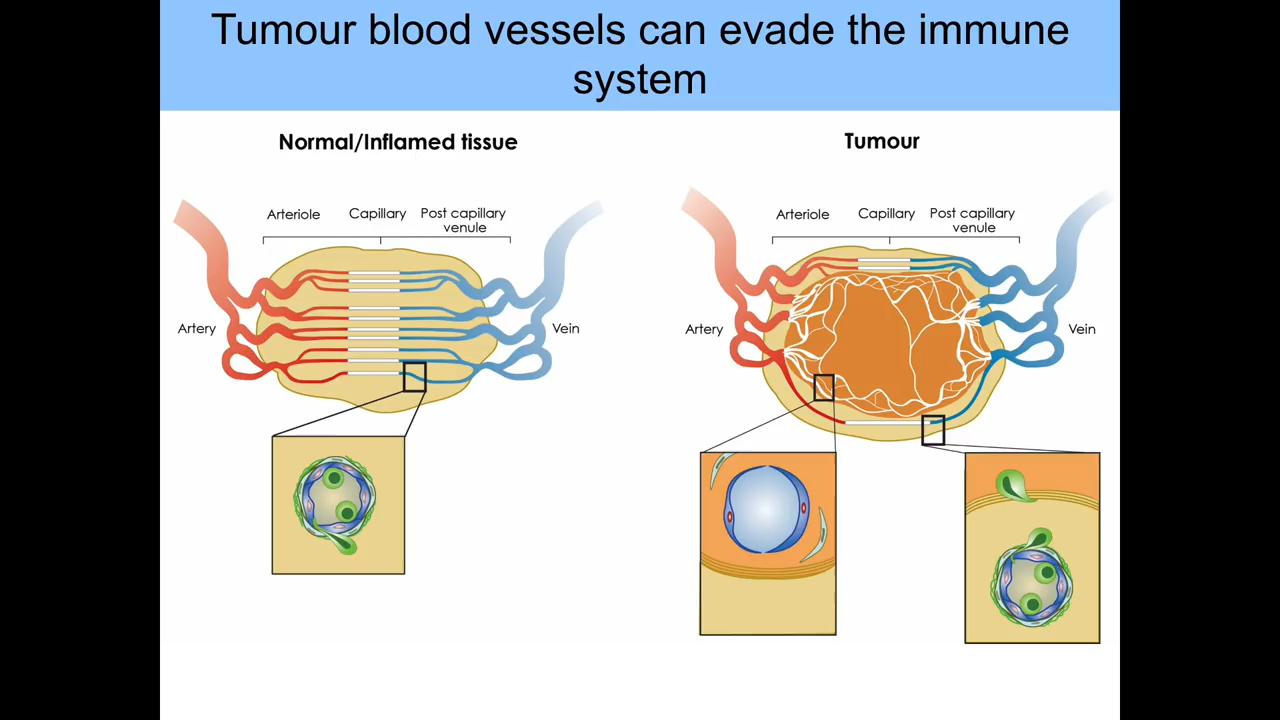 Tumour blood vessels can evade the immune
system
Normal/Inflamed tissue
Arteriole
Capillary
Post capillary
venule
Artery
Vein
Tumour
Arteriole
Capillary
Post capillary
venule
Artery
Vein